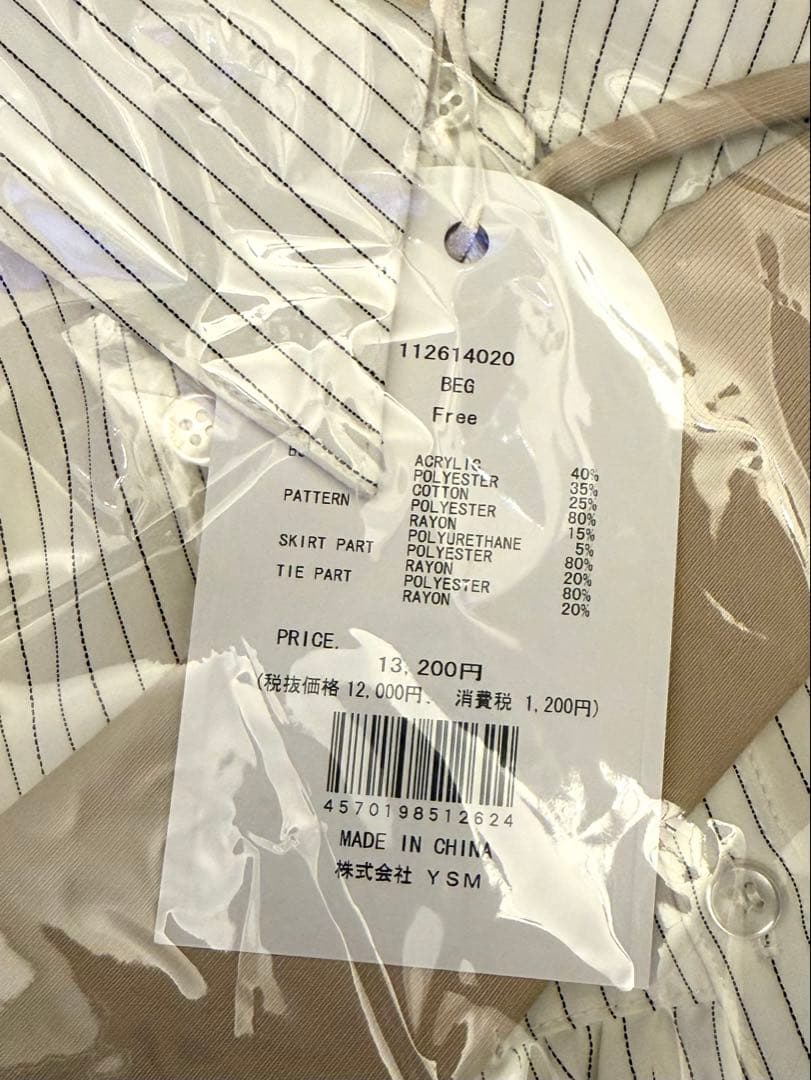 112614020
BEG
Free
ACRYLIC 40%
POLYESTER 35%
COTTON 25%
PATTERN POLYESTER 80%
RAYON 15%
POLYURETHANE 5%
SKIRT PART POLYESTER 80%
RAYON 20%
TIE PART POLYESTER 80%
RAYON 20%
PRICE.
13,200円
(税抜価格 12,000円. 消費税 1,200円)
4570198512624
MADE IN CHINA
株式会社 YSM